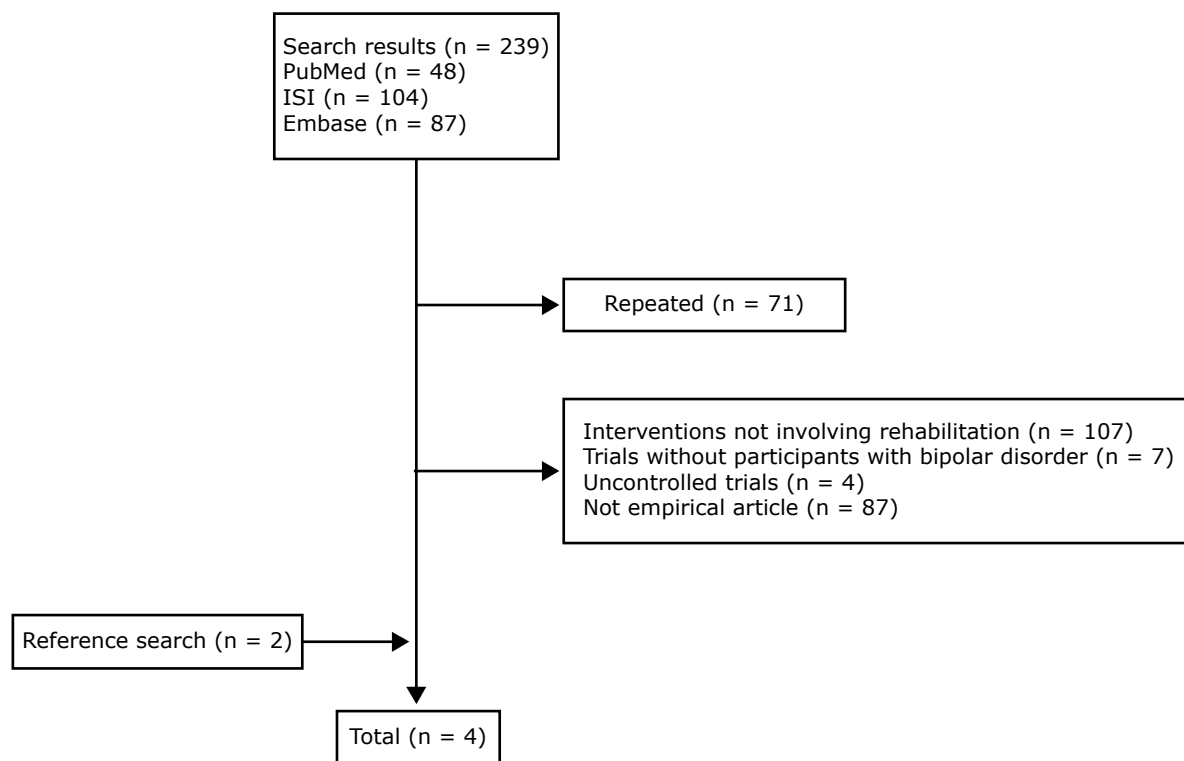 Search results (n = 239)
PubMed (n = 48)
ISI (n = 104)
Embase (n = 87)
Repeated (n = 71)
Interventions not involving rehabilitation (n = 107)
Trials without participants with bipolar disorder (n = 7)
Uncontrolled trials (n = 4)
Not empirical article (n = 87)
Reference search (n = 2)
Total (n = 4)